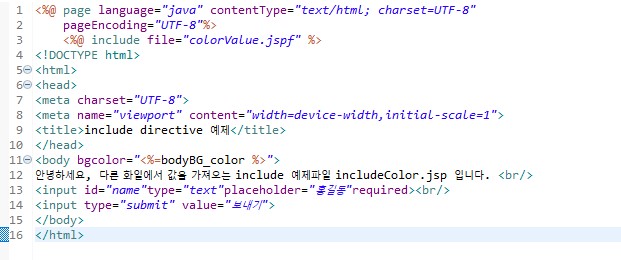 1 <%@ page language="java" contentType="text/html; charset=UTF-8"
2 pageEncoding="UTF-8"%>
3 <%@ include file="colorValue.jspf" %>
4 <!DOCTYPE html>
5 <html>
6 <head>
7 <meta charset="UTF-8">
8 <meta name="viewport" content="width=device-width,initial-scale=1">
9 <title>include directive 예제</title>
10 </head>
11 <body bgcolor="<%=bodyBG_color %>">
12 안녕하세요, 다른 화일에서 값을 가져오는 include 예제파일 includeColor.jsp 입니다. <br/>
13 <input id="name"type="text"placeholder="홍길동"required><br/>
14 <input type="submit" value="보내기">
15 </body>
16 </html>